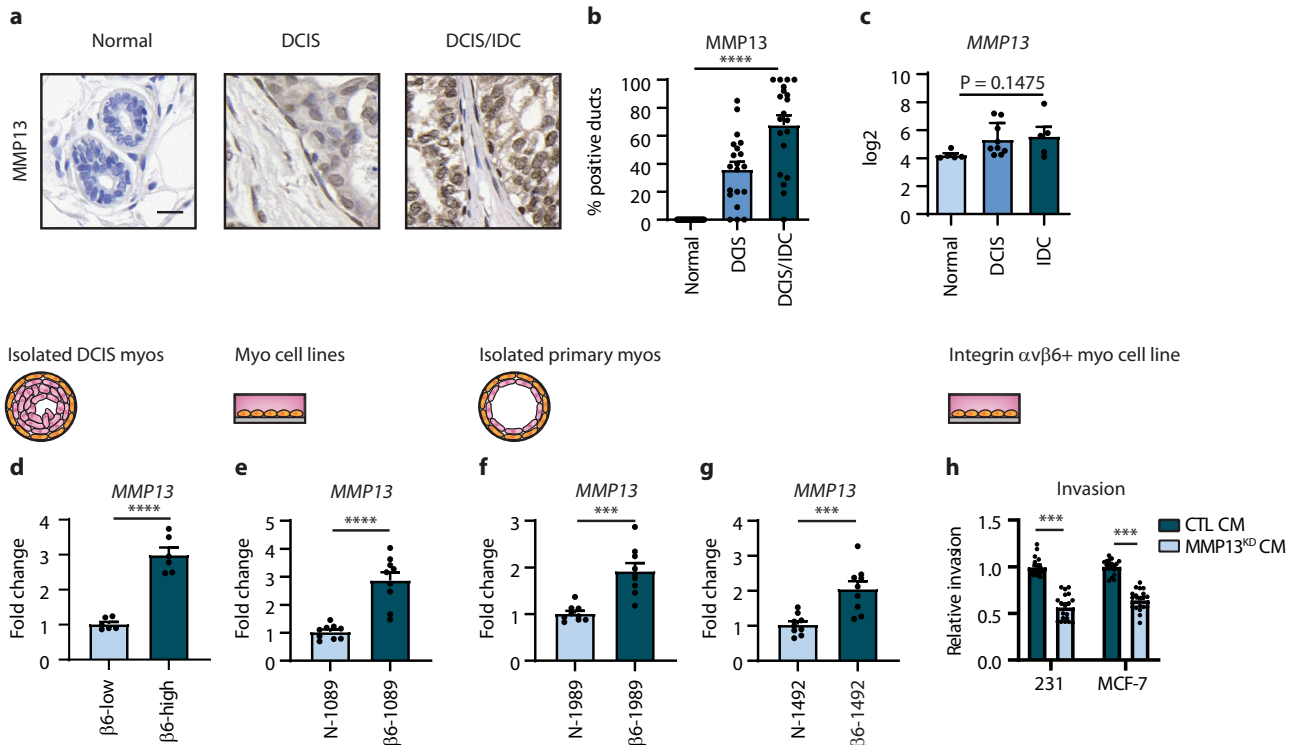 a
Normal
DCIS
DCIS/IDC
MMP13
b
MMP13
****
% positive ducts
100
80
60
40
20
0
Normal
DCIS
DCIS/IDC
c
MMP13
P = 0.1475
log2
10
8
6
4
2
0
Normal
DCIS
IDC
Isolated DCIS myos
Myo cell lines
Isolated primary myos
Integrin αvβ6+ myo cell line
d
MMP13
****
Fold change
4
3
2
1
0
β6-low
β6-high
e
MMP13
****
Fold change
5
4
3
2
1
0
N-1089
β6-1089
f
MMP13
***
Fold change
3
2
1
0
N-1989
β6-1989
g
MMP13
***
Fold change
4
3
2
1
0
N-1492
β6-1492
h
Invasion
***
***
CTL CM
MMP13KD CM
Relative invasion
1.5
1.0
0.5
0.0
231
MCF-7